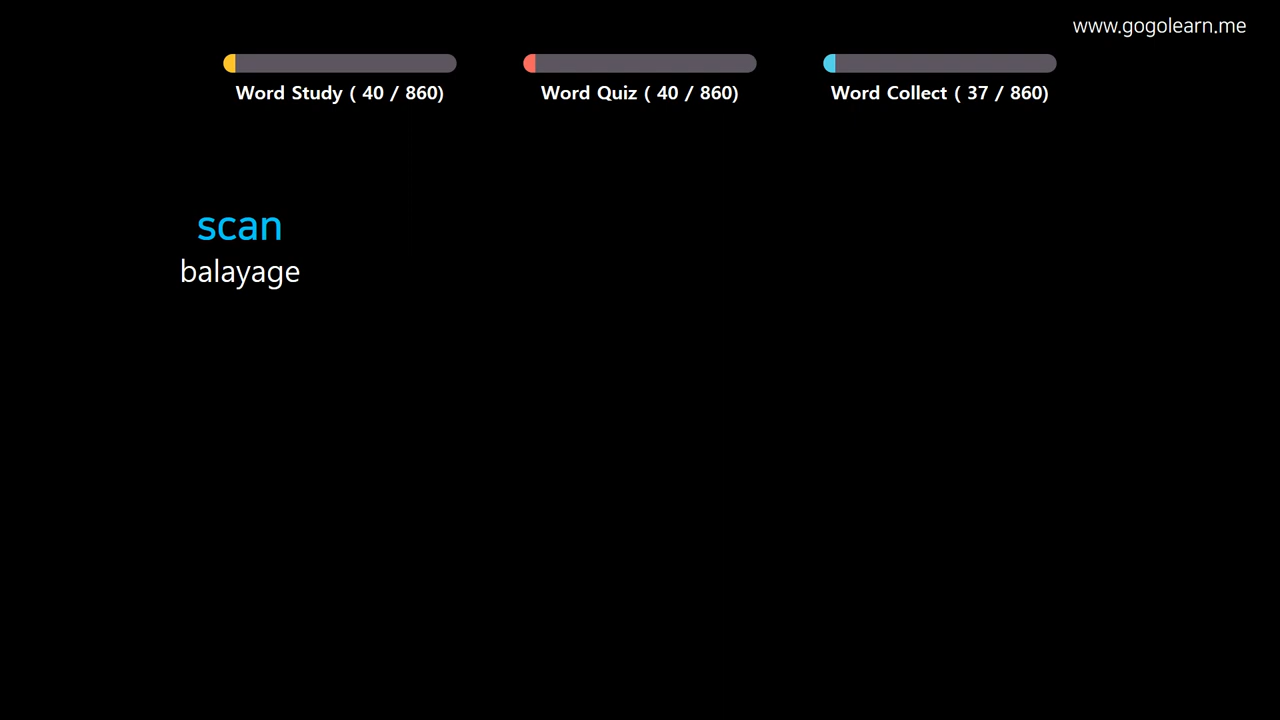 www.gogolearn.me
Word Study ( 40 / 860)
Word Quiz ( 40 / 860)
Word Collect ( 37 / 860)
scan
balayage